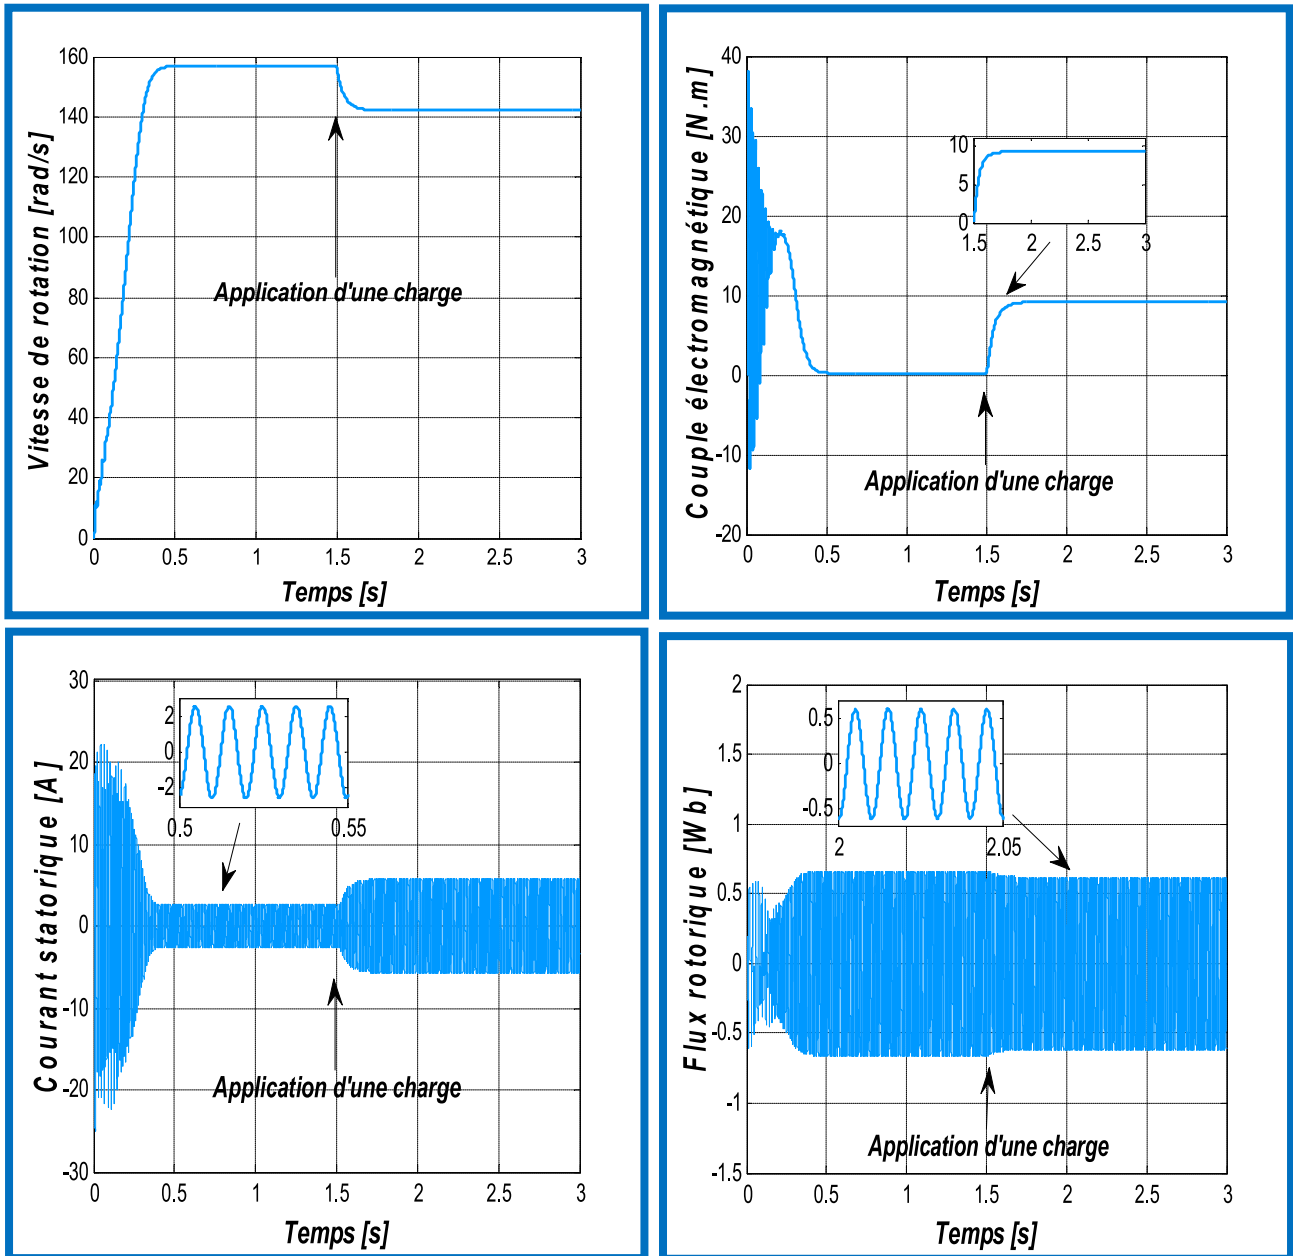 160
140
120
100
80
60
40
20
0
Vitesse de rotation [rad/s]
Application d'une charge
0 0.5 1 1.5 2 2.5 3
Temps [s]
40
30
20
10
0
-10
-20
Couple électromagnétique [N.m]
10
5
0
1.5 2 2.5 3
Application d'une charge
0 0.5 1 1.5 2 2.5 3
Temps [s]
30
20
10
0
-10
-20
-30
Courant statorique [A]
2
0
-2
0.5 0.55
Application d'une charge
0 0.5 1 1.5 2 2.5 3
Temps [s]
2
1.5
1
0.5
0
-0.5
-1
-1.5
Flux rotorique [Wb]
0.5
0
-0.5
2 2.05
Application d'une charge
0 0.5 1 1.5 2 2.5 3
Temps [s]